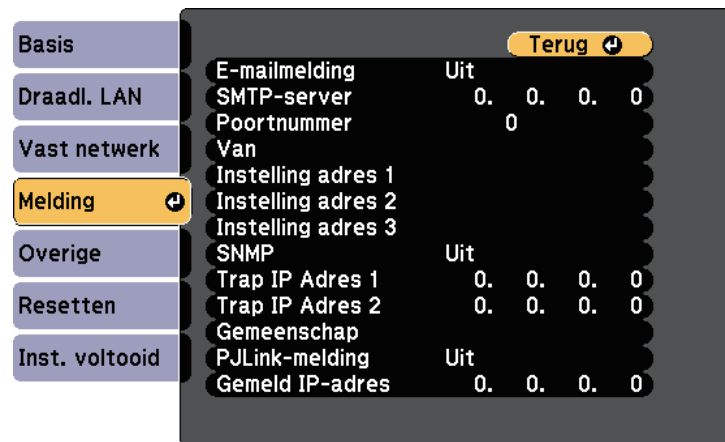 Basis
Draadl. LAN
Vast netwerk
Melding
Overige
Resetten
Inst. voltooid
Terug
E-mailmelding Uit
SMTP-server 0. 0. 0. 0
Poortnummer 0
Van
Instelling adres 1
Instelling adres 2
Instelling adres 3
SNMP Uit
Trap IP Adres 1 0. 0. 0. 0
Trap IP Adres 2 0. 0. 0. 0
Gemeenschap
PJLink-melding Uit
Gemeld IP-adres 0. 0. 0. 0